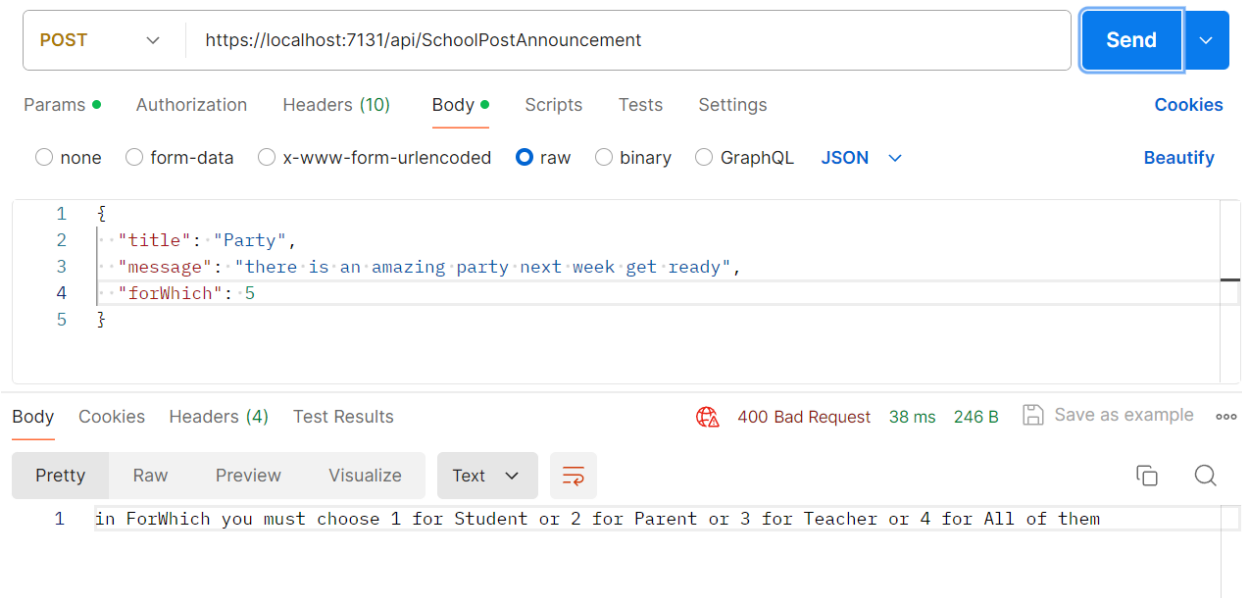 POST https://localhost:7131/api/SchoolPostAnnouncement Send
Params Authorization Headers (10) Body Scripts Tests Settings Cookies
none form-data x-www-form-urlencoded raw binary GraphQL JSON Beautify
1 {
2 "title": "Party",
3 "message": "there is an amazing party next week get ready",
4 "forWhich": 5
5 }
Body Cookies Headers (4) Test Results 400 Bad Request 38 ms 246 B Save as example
Pretty Raw Preview Visualize Text
1 in ForWhich you must choose 1 for Student or 2 for Parent or 3 for Teacher or 4 for All of them